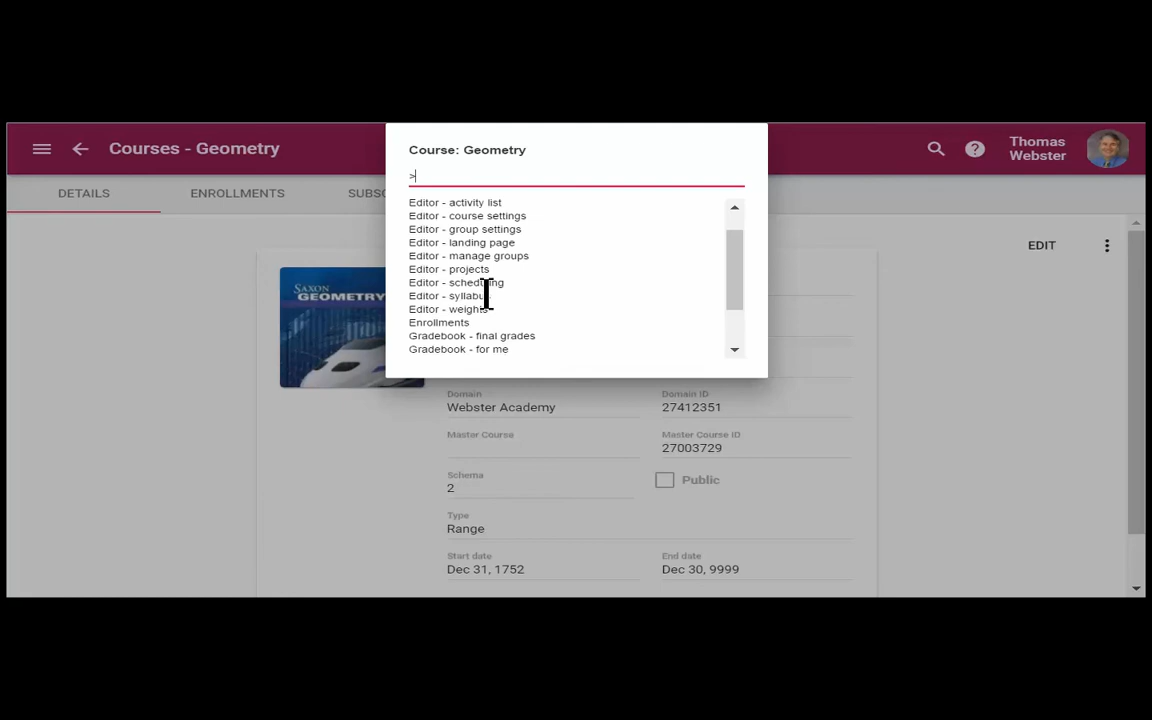 Course: Geometry
>
Courses - Geometry
Thomas
Webster
DETAILS
ENROLLMENTS
SUBSC
Editor - activity list
Editor - course settings
Editor - group settings
Editor - landing page
Editor - manage groups
Editor - projects
Editor - scheduling
Editor - syllabus
Editor - weights
Enrollments
Gradebook - final grades
Gradebook - for me
EDIT
SAXON
GEOMETRY
Domain
Webster Academy
Domain ID
27412351
Master Course
Master Course ID
27003729
Schema
2
Public
Type
Range
Start date
Dec 31, 1752
End date
Dec 30, 9999